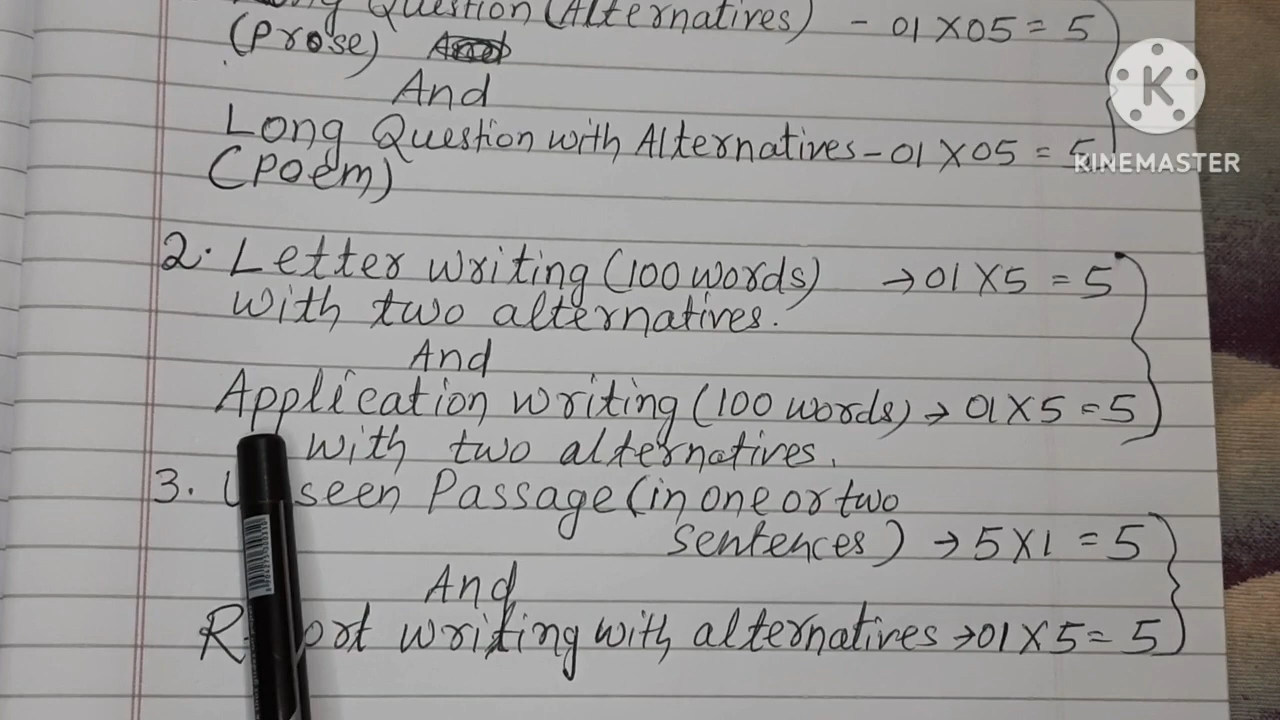 Question (Alternatives) - 01 X 05 = 5
(Prose)
And
Long Question with Alternatives - 01 X 05 = 5
(Poem)
K
KINEMASTER
2. Letter writing (100 words) → 01 X 5 = 5
with two alternatives.
And
Application writing (100 words) → 01 X 5 = 5
with two alternatives.
3. seen Passage (in one or two
sentences) → 5 X 1 = 5
And
writing with alternatives → 01 X 5 = 5